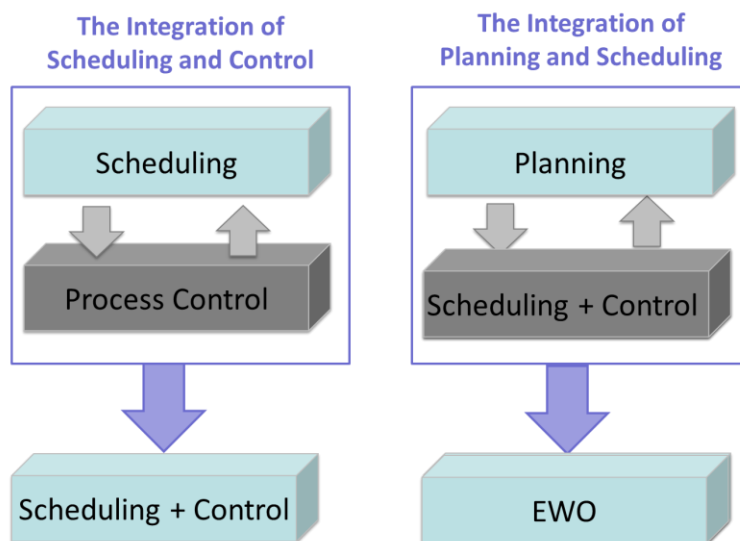 The Integration of
Scheduling and Control
Scheduling
Process Control
Scheduling + Control
The Integration of
Planning and Scheduling
Planning
Scheduling + Control
EWO